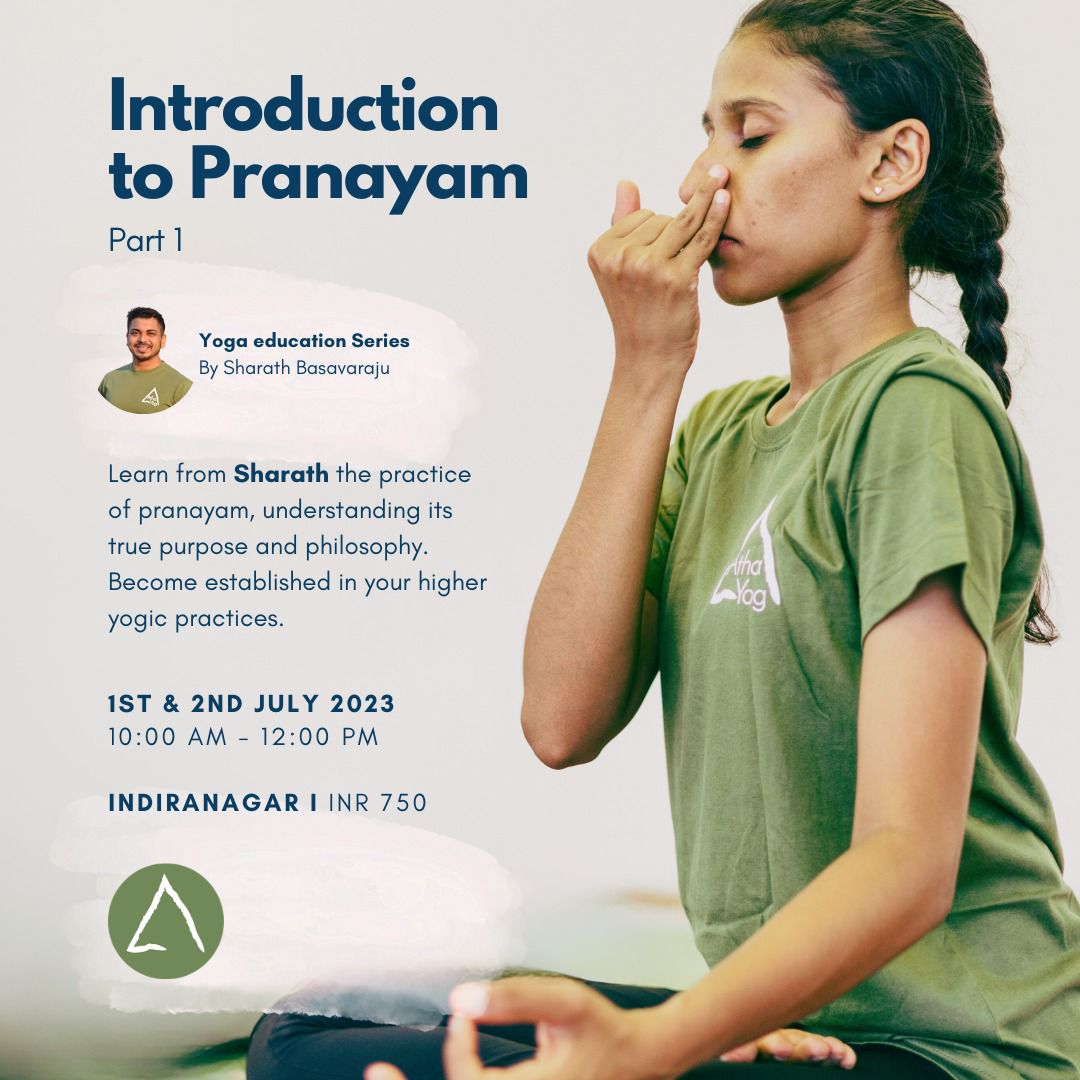 Introduction
to Pranayam
Part 1
Yoga education Series
By Sharath Basavaraju
Learn from Sharath the practice
of pranayam, understanding its
true purpose and philosophy.
Become established in your higher
yogic practices.
1ST & 2ND JULY 2023
10:00 AM - 12:00 PM
INDIRANAGAR I INR 750
Atha
Yog